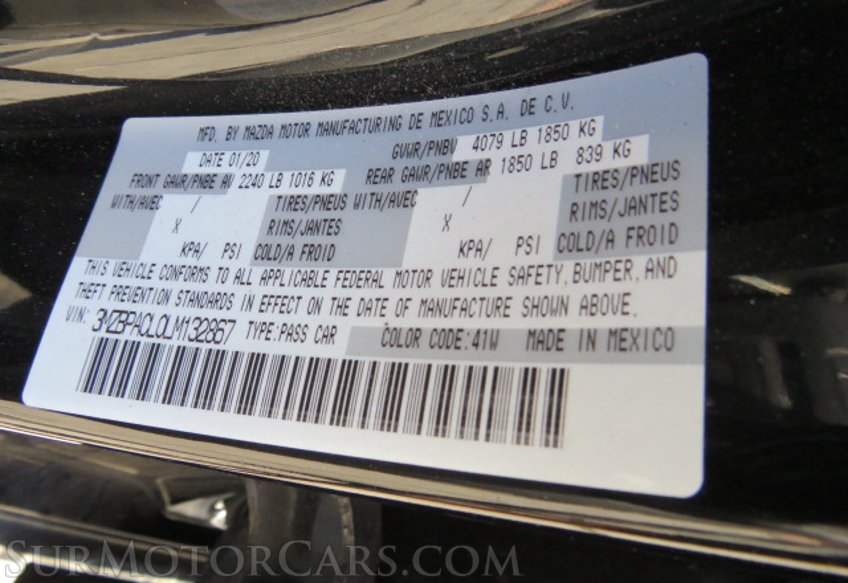 MFD. BY MAZDA MOTOR MANUFACTURING DE MEXICO S.A. DE C.V.
DATE 01/20 GVWR/PNBV 4079 LB 1850 KG
FRONT GAWR/PNBE AV 2240 LB 1016 KG REAR GAWR/PNBE AR 1850 LB 839 KG
WITH/AVEC / TIRES/PNEUS WITH/AVEC / TIRES/PNEUS
X RIMS/JANTES X RIMS/JANTES
KPA/ PSI COLD/A FROID KPA/ PSI COLD/A FROID
THIS VEHICLE CONFORMS TO ALL APPLICABLE FEDERAL MOTOR VEHICLE SAFETY, BUMPER, AND
THEFT PREVENTION STANDARDS IN EFFECT ON THE DATE OF MANUFACTURE SHOWN ABOVE.
VIN: 3MZBPACL0LM132867 TYPE:PASS CAR COLOR CODE:41W MADE IN MEXICO
SURMOTORCARS.COM